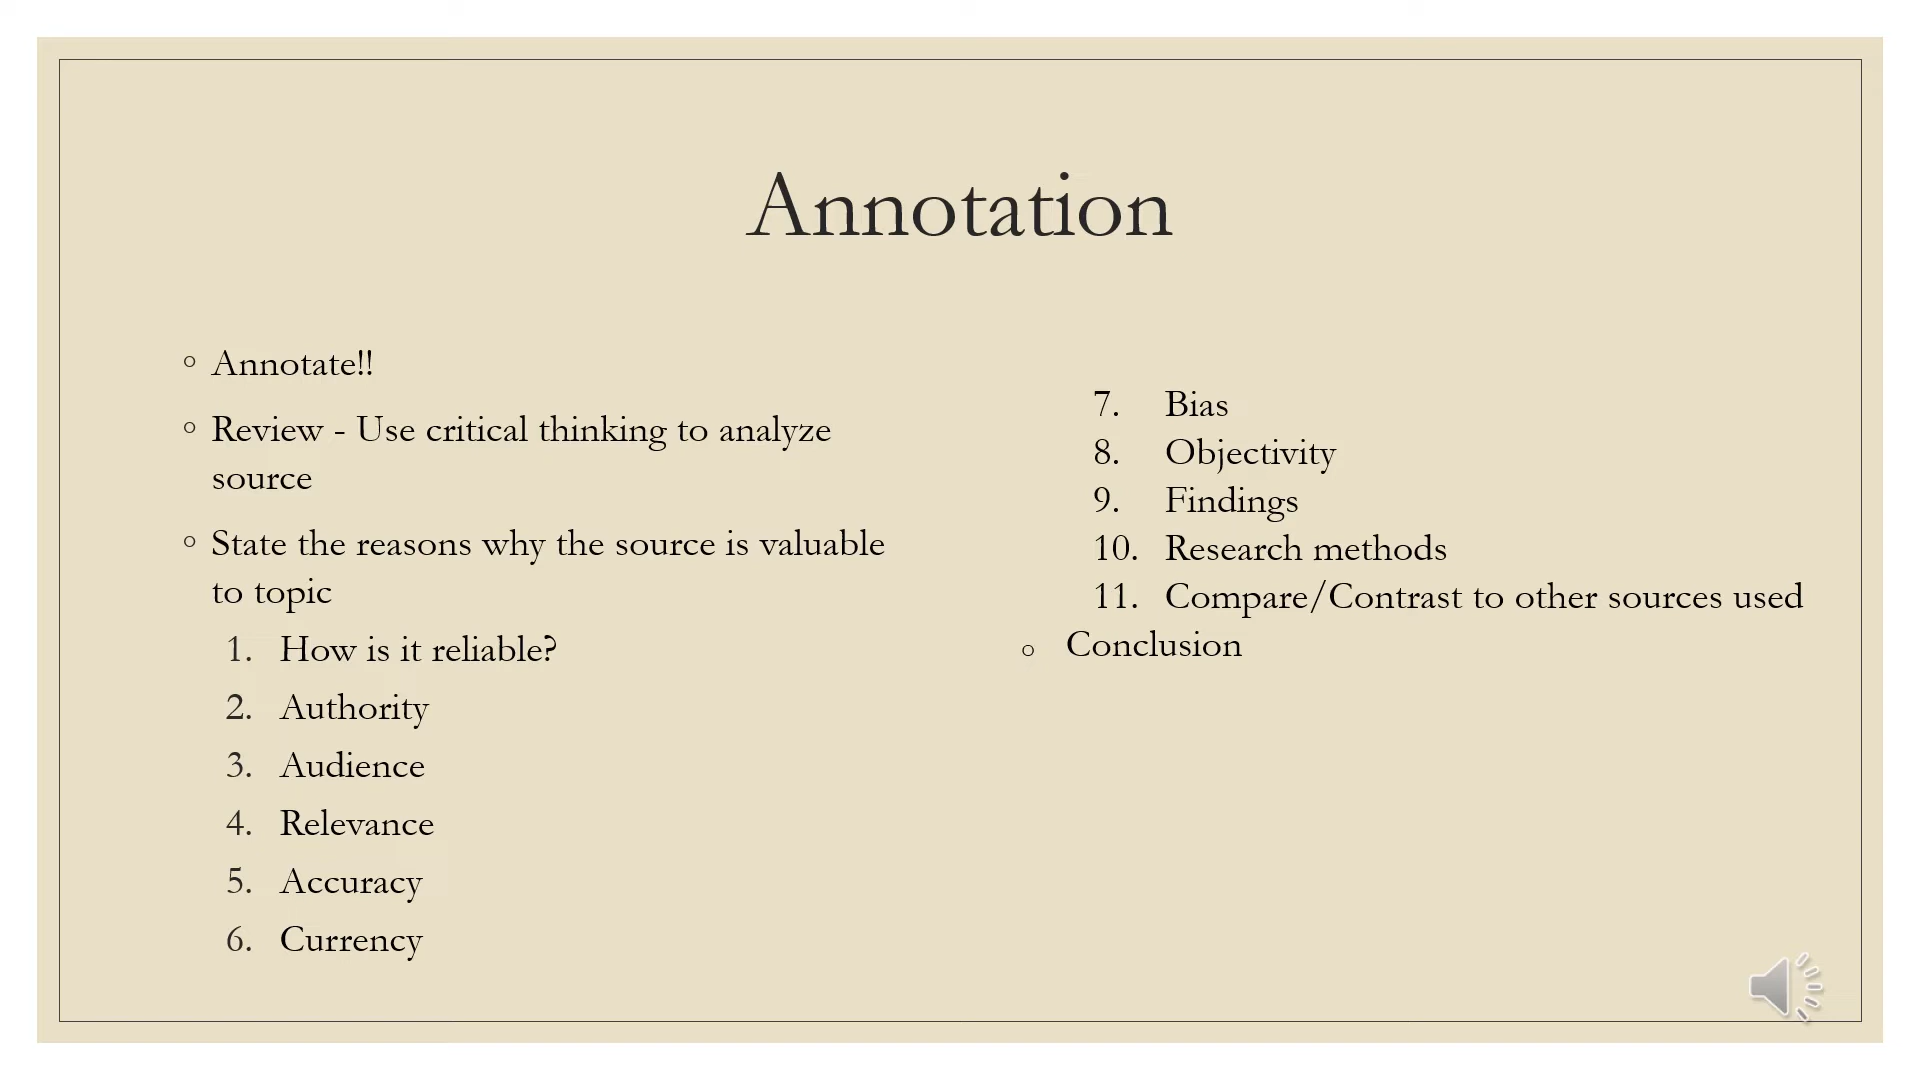 Annotation
◦ Annotate!!
◦ Review - Use critical thinking to analyze
source
◦ State the reasons why the source is valuable
to topic
1. How is it reliable?
2. Authority
3. Audience
4. Relevance
5. Accuracy
6. Currency
7. Bias
8. Objectivity
9. Findings
10. Research methods
11. Compare/Contrast to other sources used
◦ Conclusion